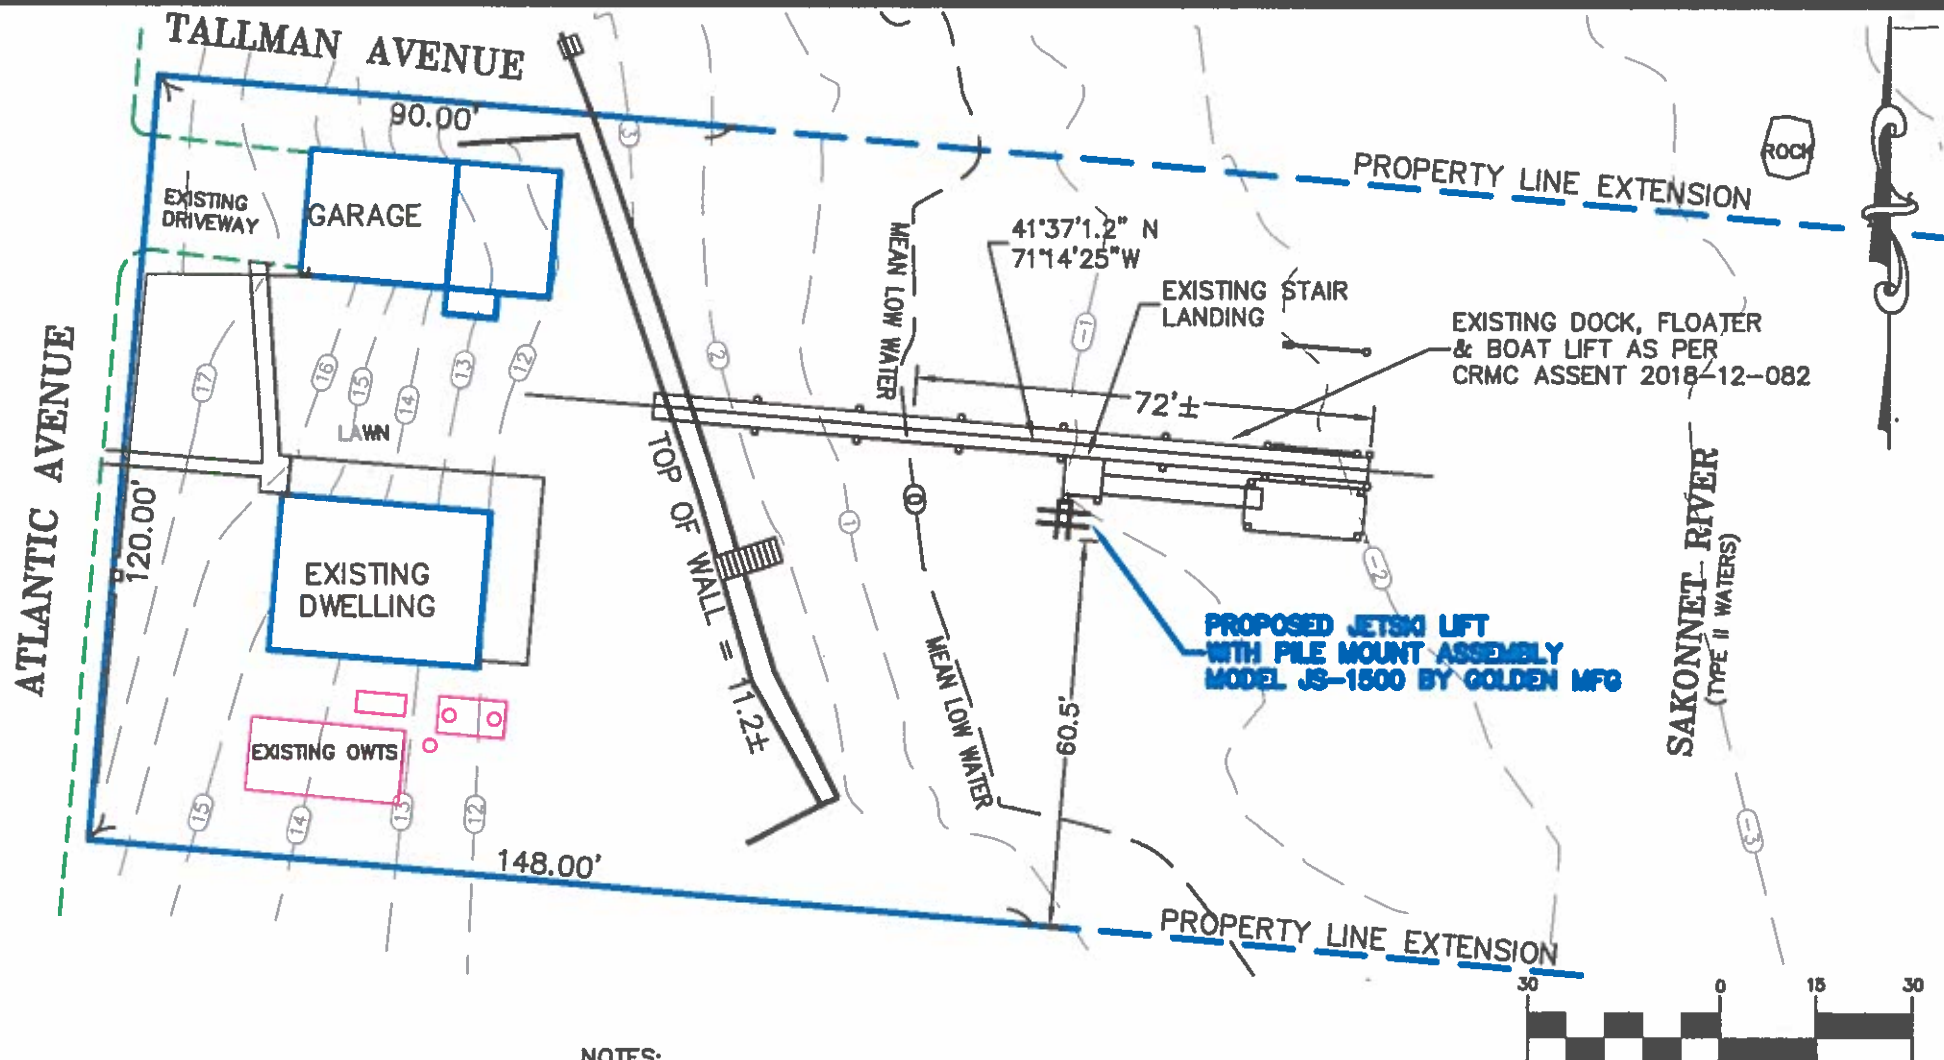 TALLMAN AVENUE
90.00'
EXISTING
DRIVEWAY
GARAGE
3
PROPERTY LINE EXTENSION
ROCK
41°37'1.2" N
71°14'25"W
MEAN LOW WATER
EXISTING STAIR
LANDING
EXISTING DOCK, FLOATER
& BOAT LIFT AS PER
CRMC ASSENT 2018-12-082
72'±
17
16
15
14
13
12
2
-1
LAWN
ATLANTIC AVENUE
120.00'
TOP OF WALL = 11.2±
1
0
-2
EXISTING
DWELLING
PROPOSED JETSKI LIFT
WITH PILE MOUNT ASSEMBLY
MODEL JS-1500 BY GOLDEN MFG
SAKONNET RIVER
(TYPE II WATERS)
MEAN LOW WATER
60.5'
EXISTING OWTS
15
14
13
12
-3
148.00'
PROPERTY LINE EXTENSION
30 0 15 30
NOTES: